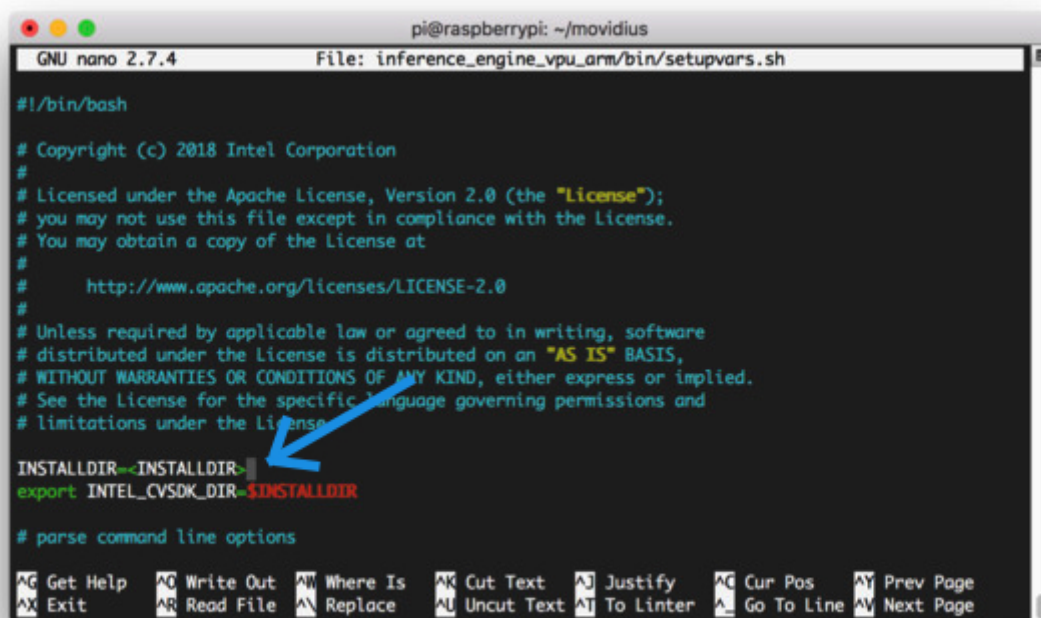 pi@raspberrypi: ~/movidius
GNU nano 2.7.4 File: inference_engine_vpu_arm/bin/setupvars.sh
#!/bin/bash
# Copyright (c) 2018 Intel Corporation
#
# Licensed under the Apache License, Version 2.0 (the "License");
# you may not use this file except in compliance with the License.
# You may obtain a copy of the License at
#
# http://www.apache.org/licenses/LICENSE-2.0
#
# Unless required by applicable law or agreed to in writing, software
# distributed under the License is distributed on an "AS IS" BASIS,
# WITHOUT WARRANTIES OR CONDITIONS OF ANY KIND, either express or implied.
# See the License for the specific language governing permissions and
# limitations under the License
INSTALLDIR=<INSTALLDIR>
export INTEL_CVSDK_DIR=$INSTALLDIR
# parse command line options
^G Get Help ^O Write Out ^W Where Is ^K Cut Text ^J Justify ^C Cur Pos ^Y Prev Page
^X Exit ^R Read File ^\ Replace ^U Uncut Text ^T To Linter ^_ Go To Line ^V Next Page